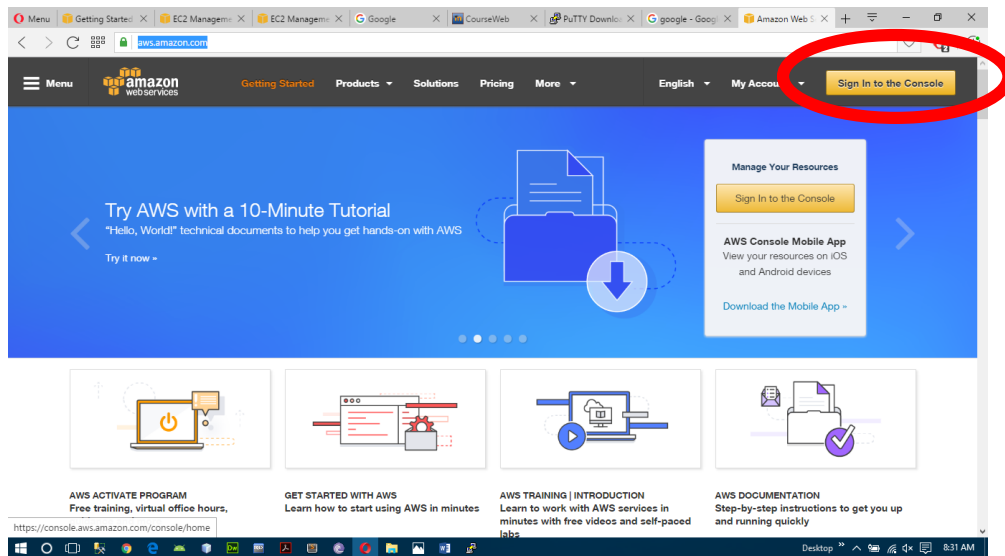 Menu
Getting Started
EC2 Manageme
EC2 Manageme
Google
CourseWeb
PuTTY Downloa
google - Goog
Amazon Web S
aws.amazon.com
2
Menu
amazon
webservices
Getting Started
Products
Solutions
Pricing
More
English
My Accou
Sign In to the Console
Try AWS with a 10-Minute Tutorial
“Hello, World!” technical documents to help you get hands-on with AWS
Try it now »
Manage Your Resources
Sign In to the Console
AWS Console Mobile App
View your resources on iOS
and Android devices
Download the Mobile App »
AWS ACTIVATE PROGRAM
Free training, virtual office hours,
GET STARTED WITH AWS
Learn how to start using AWS in minutes
AWS TRAINING | INTRODUCTION
Learn to work with AWS services in
minutes with free videos and self-paced
labs
AWS DOCUMENTATION
Step-by-step instructions to get you up
and running quickly
https://console.aws.amazon.com/console/home
Desktop
8:31 AM